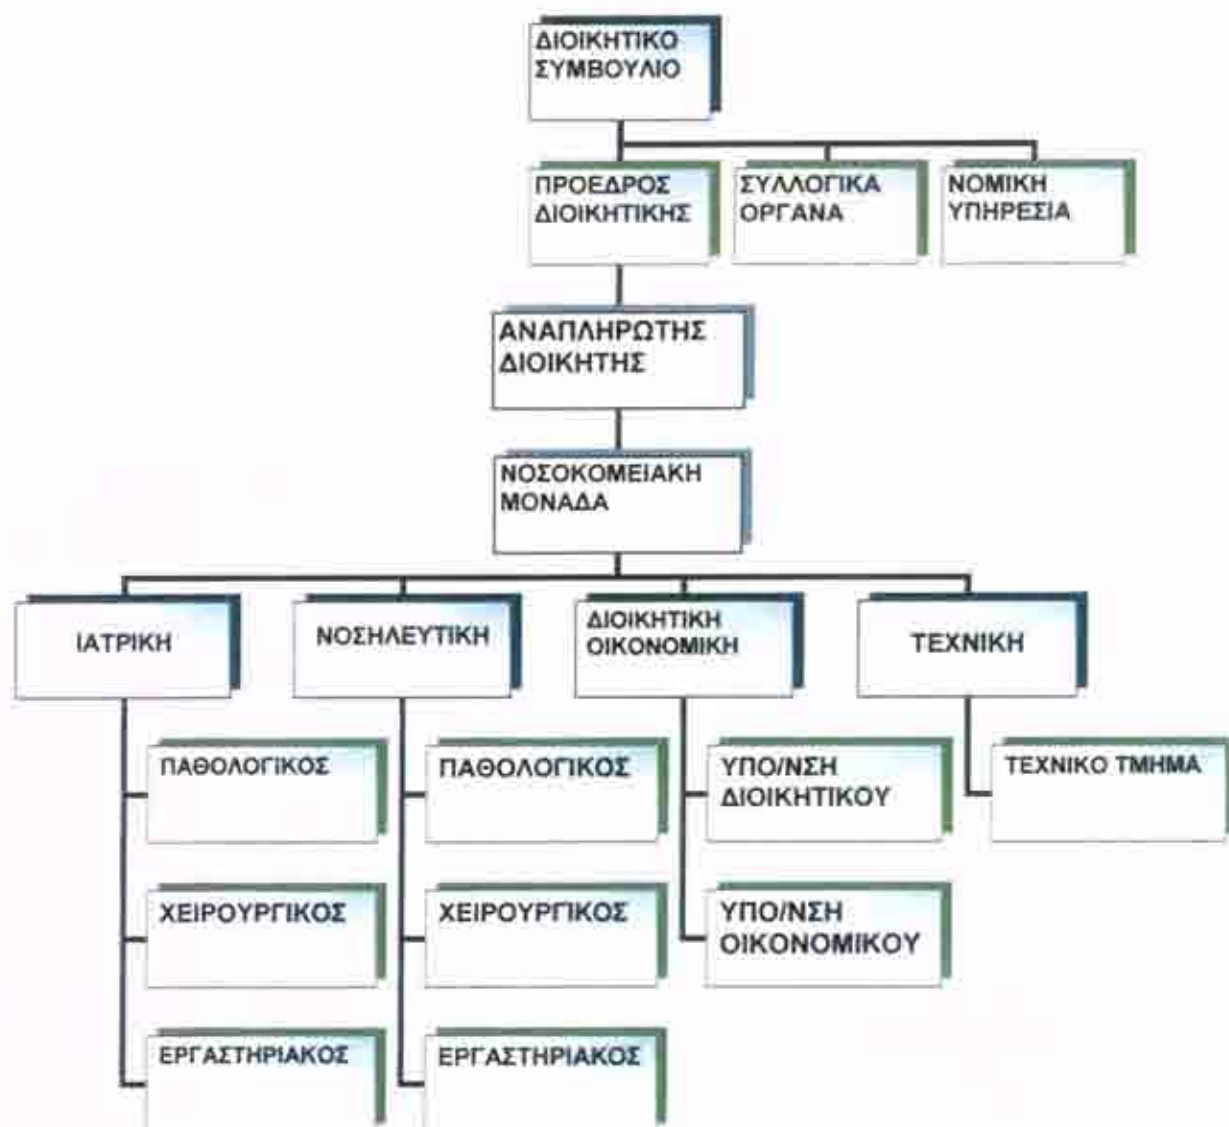 ΔΙΟΙΚΗΤΙΚΟ
ΣΥΜΒΟΥΛΙΟ
ΠΡΟΕΔΡΟΣ
ΔΙΟΙΚΗΤΙΚΗΣ
ΣΥΛΛΟΓΙΚΑ
ΟΡΓΑΝΑ
ΝΟΜΙΚΗ
ΥΠΗΡΕΣΙΑ
ΑΝΑΠΛΗΡΩΤΗΣ
ΔΙΟΙΚΗΤΗΣ
ΝΟΣΟΚΟΜΕΙΑΚΗ
ΜΟΝΑΔΑ
ΙΑΤΡΙΚΗ
ΝΟΣΗΛΕΥΤΙΚΗ
ΔΙΟΙΚΗΤΙΚΗ
ΟΙΚΟΝΟΜΙΚΗ
ΤΕΧΝΙΚΗ
ΠΑΘΟΛΟΓΙΚΟΣ
ΠΑΘΟΛΟΓΙΚΟΣ
ΥΠΟ/ΝΣΗ
ΔΙΟΙΚΗΤΙΚΟΥ
ΤΕΧΝΙΚΟ ΤΜΗΜΑ
ΧΕΙΡΟΥΡΓΙΚΟΣ
ΧΕΙΡΟΥΡΓΙΚΟΣ
ΥΠΟ/ΝΣΗ
ΟΙΚΟΝΟΜΙΚΟΥ
ΕΡΓΑΣΤΗΡΙΑΚΟΣ
ΕΡΓΑΣΤΗΡΙΑΚΟΣ